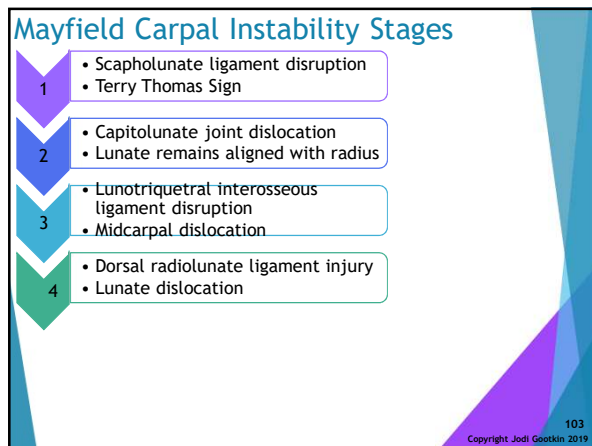 Mayfield Carpal Instability Stages
1
• Scapholunate ligament disruption
• Terry Thomas Sign
2
• Capitolunate joint dislocation
• Lunate remains aligned with radius
3
• Lunotriquetral interosseous
ligament disruption
• Midcarpal dislocation
4
• Dorsal radiolunate ligament injury
• Lunate dislocation
103
Copyright Jodi Gootkin 2019